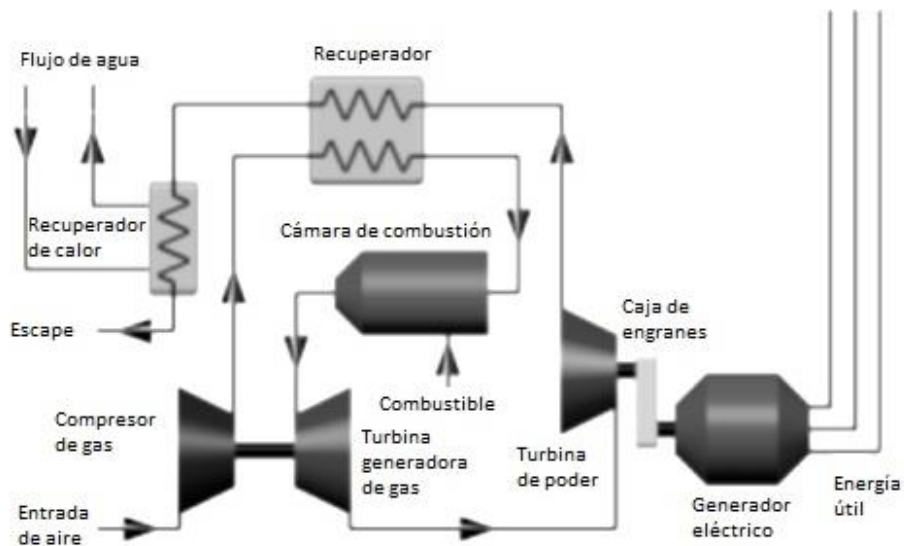 Flujo de agua
Recuperador
Recuperador
de calor
Cámara de combustión
Escape
Caja de
engranes
Combustible
Compresor
de gas
Turbina
generadora
de gas
Turbina
de poder
Entrada
de aire
Generador
eléctrico
Energía
útil